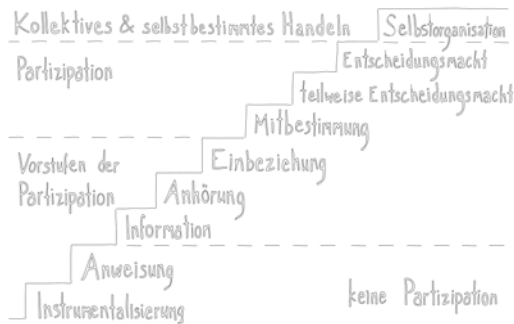 Kollektives & selbstbestimmtes Handeln
Selbstorganisation
Entscheidungsmacht
Partizipation
teilweise Entscheidungsmacht
Mitbestimmung
Vorstufen der
Partizipation
Einbeziehung
Anhörung
Information
Anweisung
keine Partizipation
Instrumentalisierung